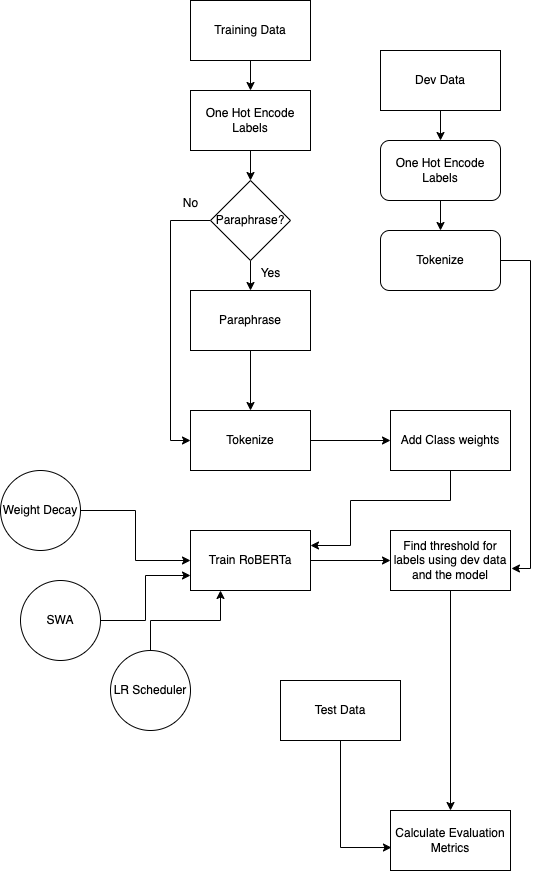 Training Data
Dev Data
One Hot Encode
Labels
One Hot Encode
Labels
No
Paraphrase?
Yes
Tokenize
Paraphrase
Tokenize
Add Class weights
Weight Decay
Train RoBERTa
Find threshold for
labels using dev data
and the model
SWA
LR Scheduler
Test Data
Calculate Evaluation
Metrics